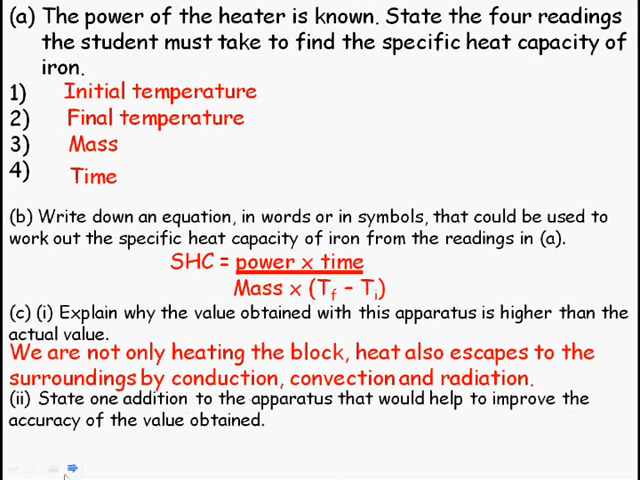 (a) The power of the heater is known. State the four readings
the student must take to find the specific heat capacity of
iron.
1) Initial temperature
2) Final temperature
3) Mass
4) Time
(b) Write down an equation, in words or in symbols, that could be used to
work out the specific heat capacity of iron from the readings in (a).
SHC = power x time
Mass x (Tf – Ti)
(c) (i) Explain why the value obtained with this apparatus is higher than the
actual value.
We are not only heating the block, heat also escapes to the
surroundings by conduction, convection and radiation.
(ii) State one addition to the apparatus that would help to improve the
accuracy of the value obtained.